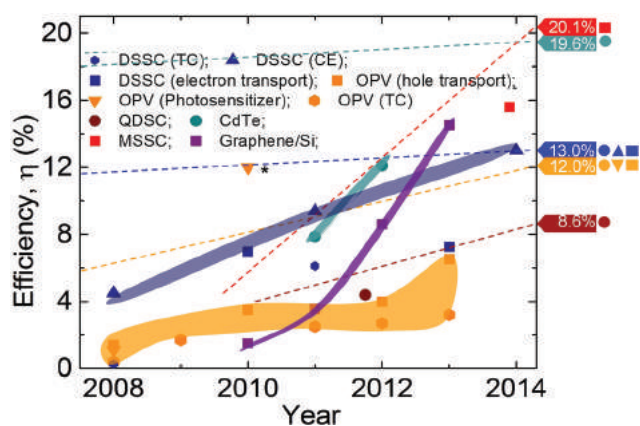 20
16
12
8
4
0
Efficiency, η (%)
DSSC (TC); DSSC (CE);
DSSC (electron transport); OPV (hole transport);
OPV (Photosensitizer); OPV (TC)
QDSC; CdTe;
MSSC; Graphene/Si;
*
20.1%
19.6%
13.0%
12.0%
8.6%
2008 2010 2012 2014
Year